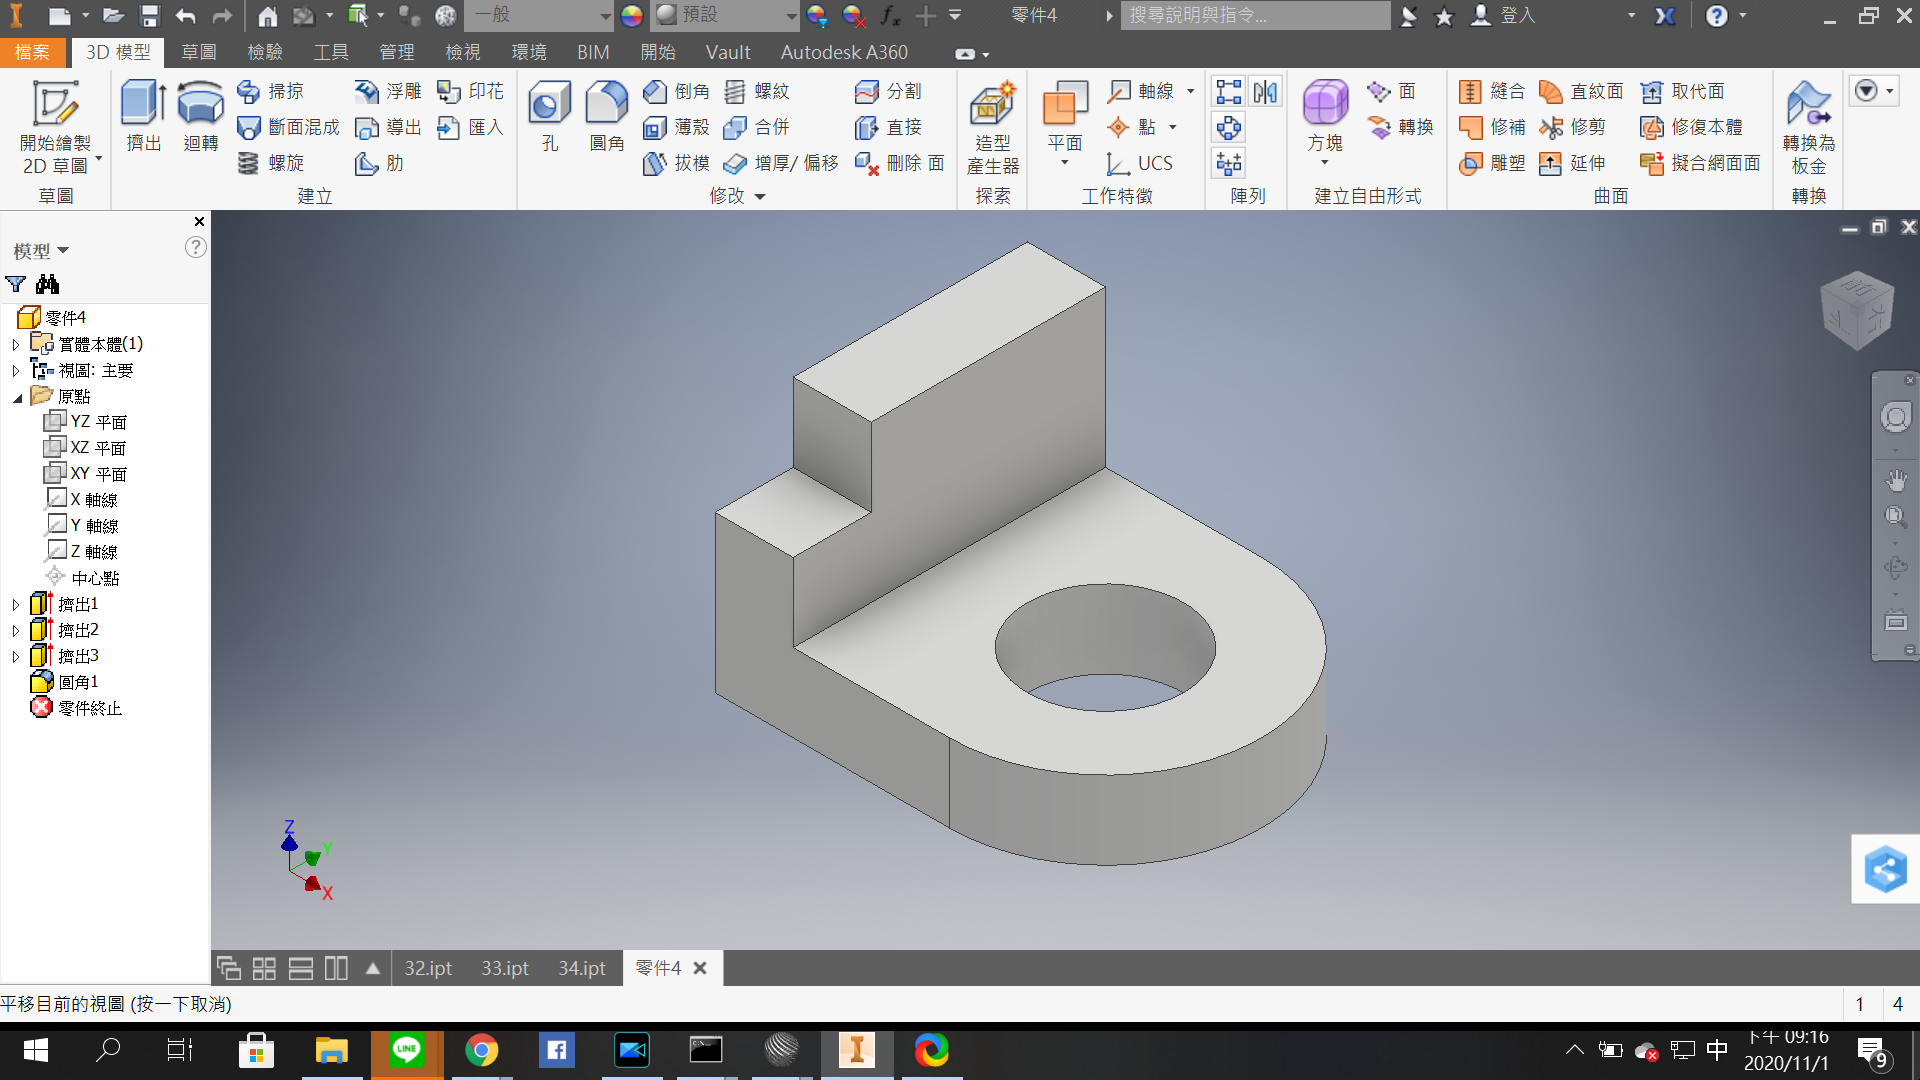 一般
預設
零件4
搜尋說明與指令...
登入
檔案
3D 模型
草圖
檢驗
工具
管理
檢視
環境
BIM
開始
Vault
Autodesk A360
開始繪製
2D 草圖
草圖
擠出
迴轉
掃掠
斷面混成
螺旋
浮雕
導出
肋
印花
匯入
建立
孔
圓角
倒角
薄殼
拔模
螺紋
合併
增厚/ 偏移
分割
直接
刪除 面
修改
造型
產生器
探索
平面
軸線
點
UCS
工作特徵
陣列
方塊
面
轉換
建立自由形式
縫合
修補
雕塑
直紋面
修剪
延伸
取代面
修復本體
擬合網面面
曲面
轉換為
板金
轉換
模型
零件4
實體本體(1)
視圖: 主要
原點
YZ 平面
XZ 平面
XY 平面
X 軸線
Y 軸線
Z 軸線
中心點
擠出1
擠出2
擠出3
圓角1
零件終止
Z
Y
X
32.ipt
33.ipt
34.ipt
零件4
平移目前的視圖 (按一下取消)
1
4
LINE
中
下午 09:16
2020/11/1
9